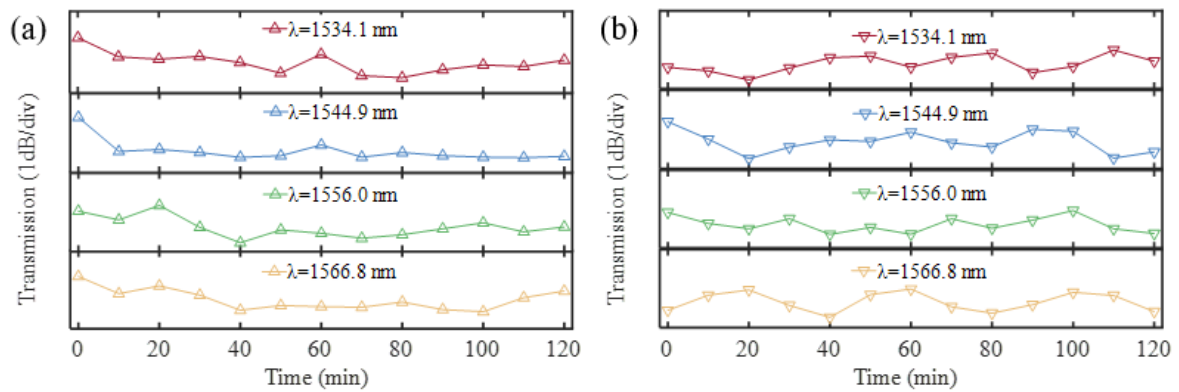 (a)
Transmission (1dB/div)
λ=1534.1 nm
λ=1544.9 nm
λ=1556.0 nm
λ=1566.8 nm
0 20 40 60 80 100 120
Time (min)
(b)
Transmission (1dB/div)
λ=1534.1 nm
λ=1544.9 nm
λ=1556.0 nm
λ=1566.8 nm
0 20 40 60 80 100 120
Time (min)